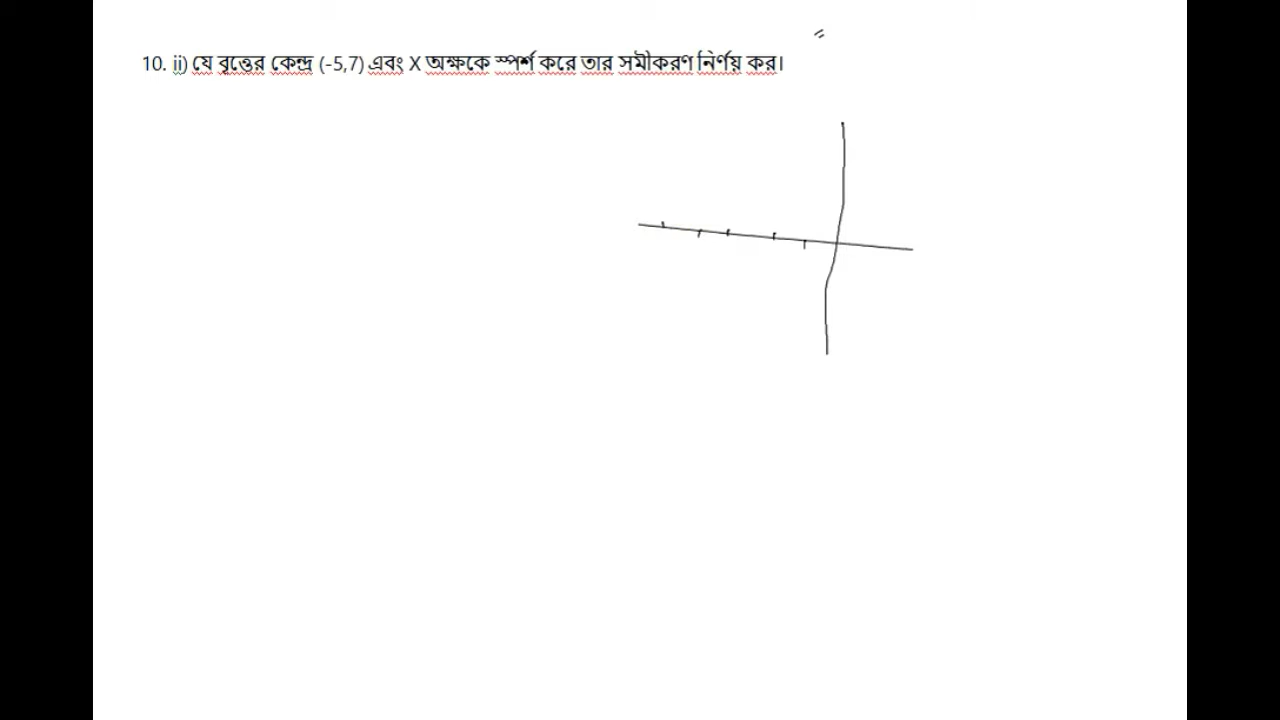 10. ii) যে বৃত্তের কেন্দ্র (-5,7) এবং X অক্ষকে স্পর্শ করে তার সমীকরণ নির্ণয় কর।